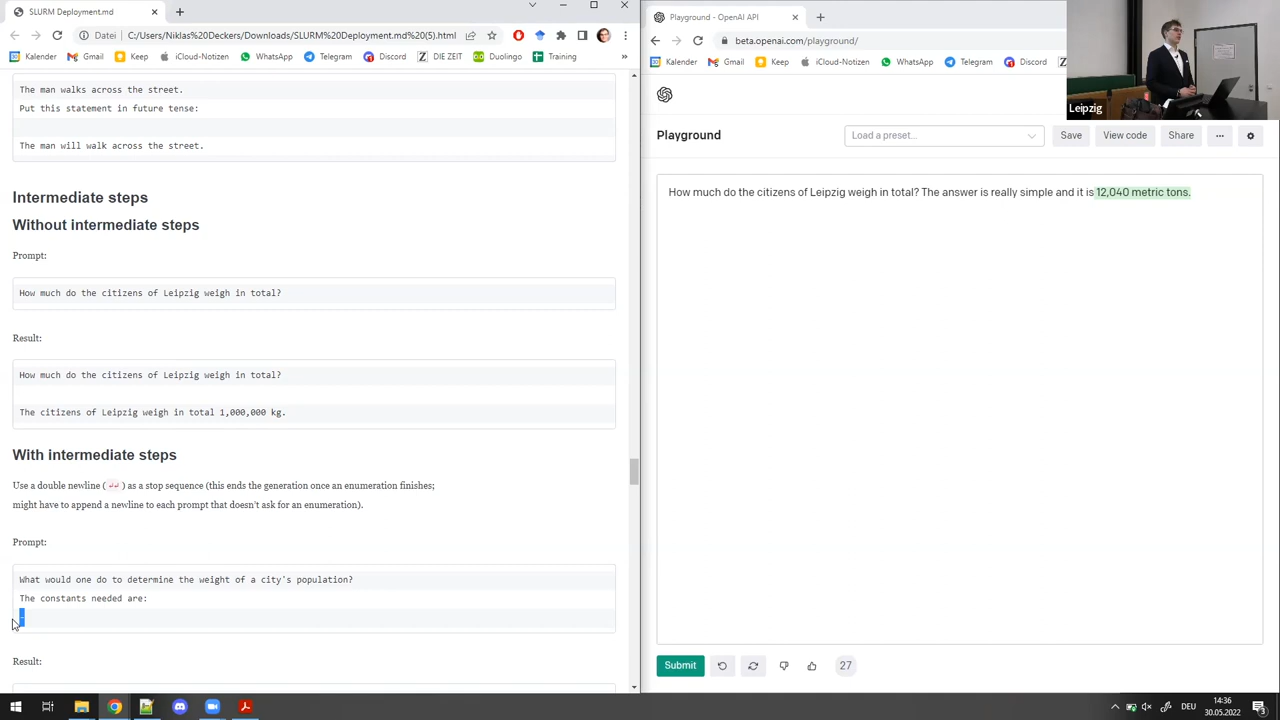 SLURM Deployment.md
Datei
C:/Users/Niklas%20Deckers/Downloads/SLURM%20Deployment.md%20(5).html
Kalender
Gmail
Keep
iCloud-Notizen
WhatsApp
Telegram
Discord
DIE ZEIT
Duolingo
Training
The man walks across the street.
Put this statement in future tense:
The man will walk across the street.
Intermediate steps
Without intermediate steps
Prompt:
How much do the citizens of Leipzig weigh in total?
Result:
How much do the citizens of Leipzig weigh in total?
The citizens of Leipzig weigh in total 1,000,000 kg.
With intermediate steps
Use a double newline (↵↵) as a stop sequence (this ends the generation once an enumeration finishes;
might have to append a newline to each prompt that doesn't ask for an enumeration).
Prompt:
What would one do to determine the weight of a city's population?
The constants needed are:
-
Result:
Playground - OpenAI API
beta.openai.com/playground/
Kalender
Gmail
Keep
iCloud-Notizen
WhatsApp
Telegram
Discord
Leipzig
Playground
Load a preset...
Save
View code
Share
How much do the citizens of Leipzig weigh in total? The answer is really simple and it is 12,040 metric tons.
Submit
27
DEU
14:36
30.05.2022
3